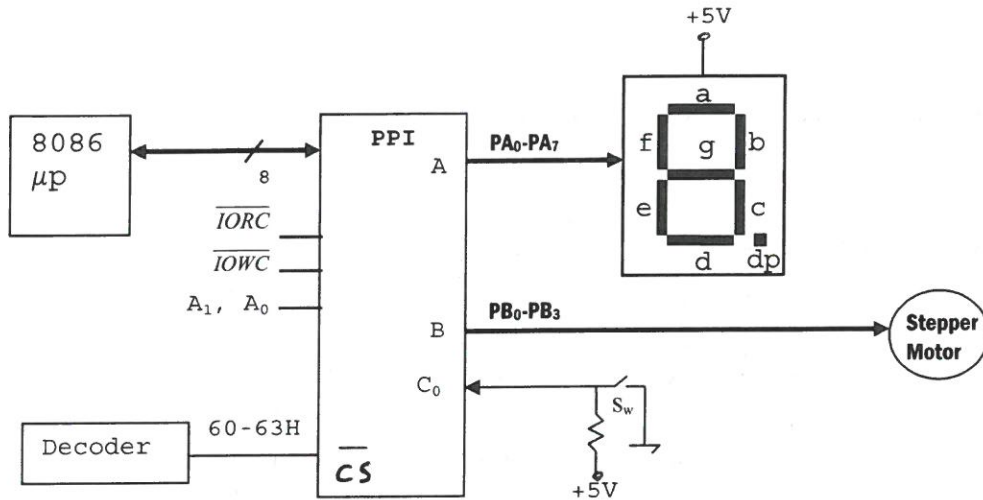 +5V
8086
μp
8
PPI
A
PA₀-PA₇
a
f
g
b
e
c
d
dp
IORC
IOWC
A₁, A₀
B
PB₀-PB₃
Stepper
Motor
C₀
Sw
+5V
Decoder
60-63H
CS